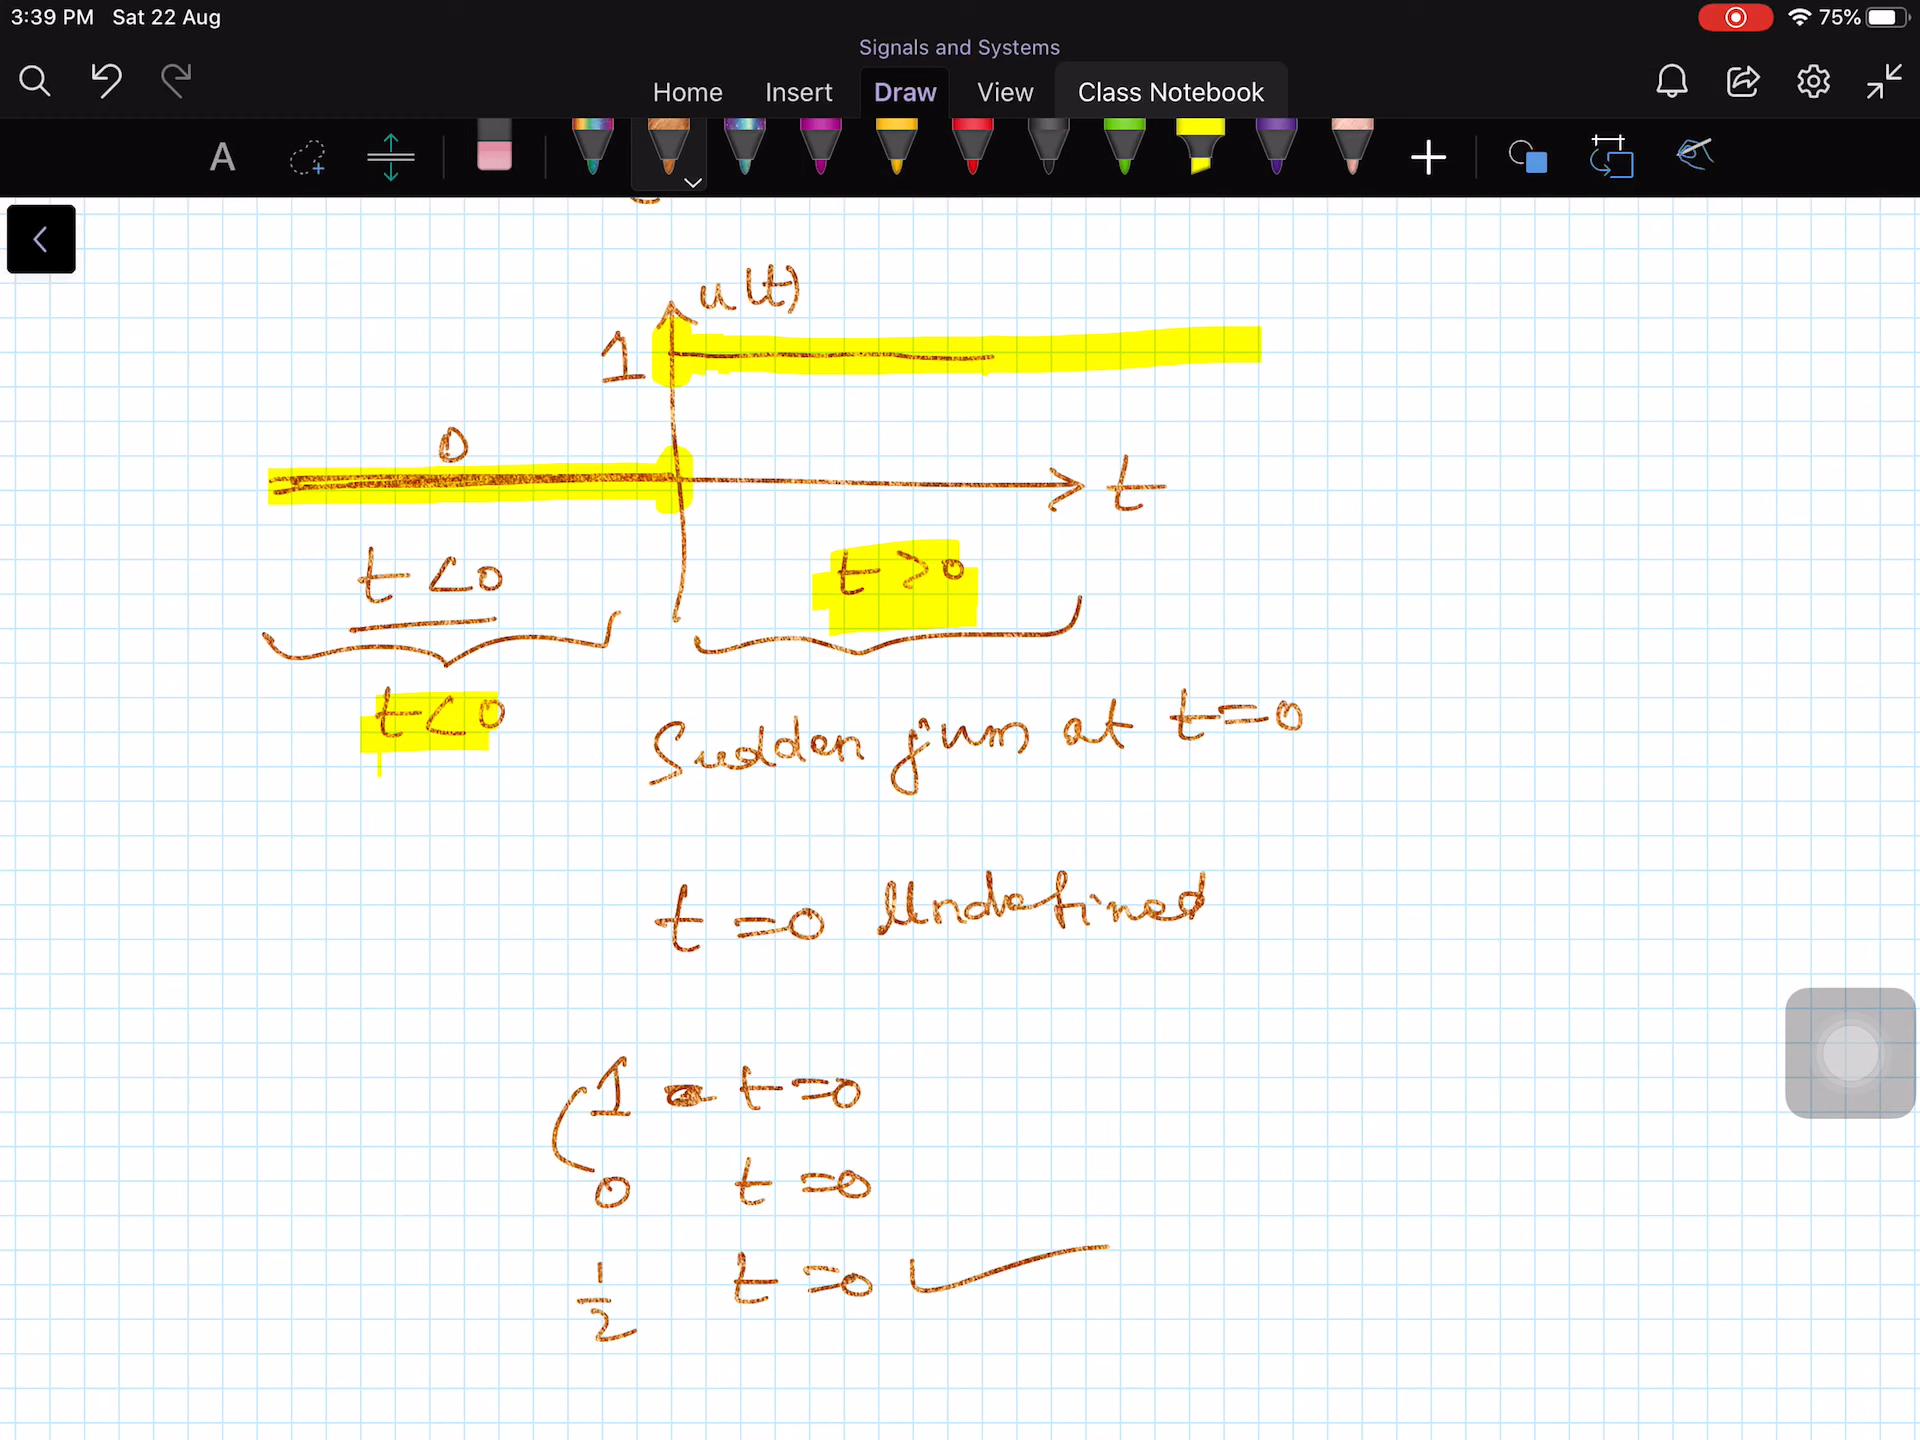 3:39 PM Sat 22 Aug
75%
Signals and Systems
Home Insert Draw View Class Notebook
A
u(t)
1
0
t
t<0
t>0
t<0
Sudden jum at t=0
t=0 Undefined
1 t=0
0 t=0
1/2 t=0 ✓